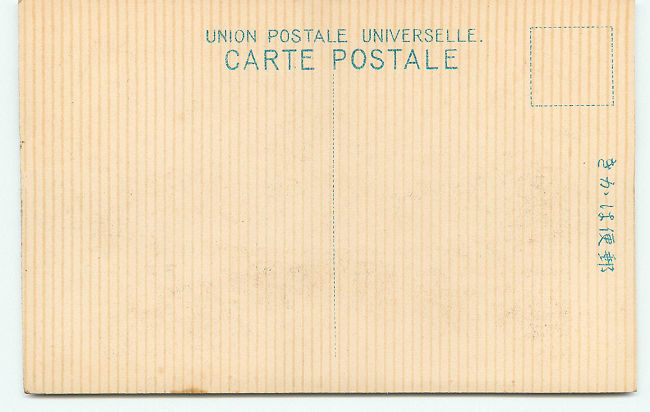 UNION POSTALE UNIVERSELLE.
CARTE POSTALE
郵便はかき